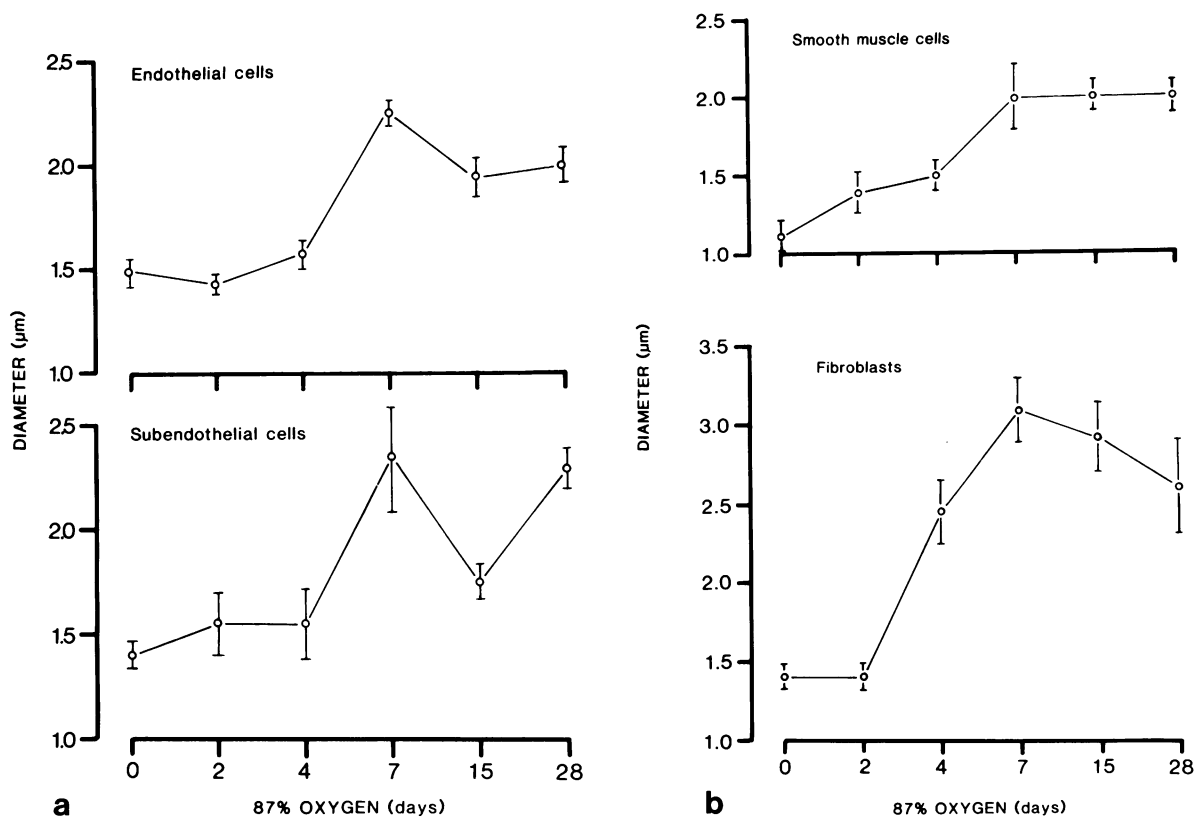 Endothelial cells
2.5
2.0
1.5
1.0
DIAMETER (µm)
Subendothelial cells
2.5
2.0
1.5
1.0
0 2 4 7 15 28
87% OXYGEN (days)
a
Smooth muscle cells
2.5
2.0
1.5
1.0
DIAMETER (µm)
Fibroblasts
3.5
3.0
2.5
2.0
1.5
1.0
0 2 4 7 15 28
87% OXYGEN (days)
b